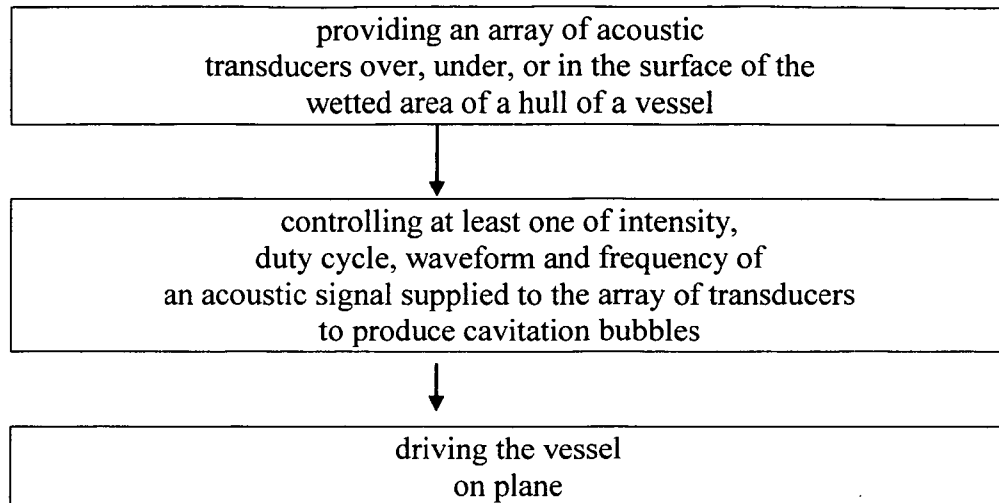 providing an array of acoustic
transducers over, under, or in the surface of the
wetted area of a hull of a vessel
controlling at least one of intensity,
duty cycle, waveform and frequency of
an acoustic signal supplied to the array of transducers
to produce cavitation bubbles
driving the vessel
on plane